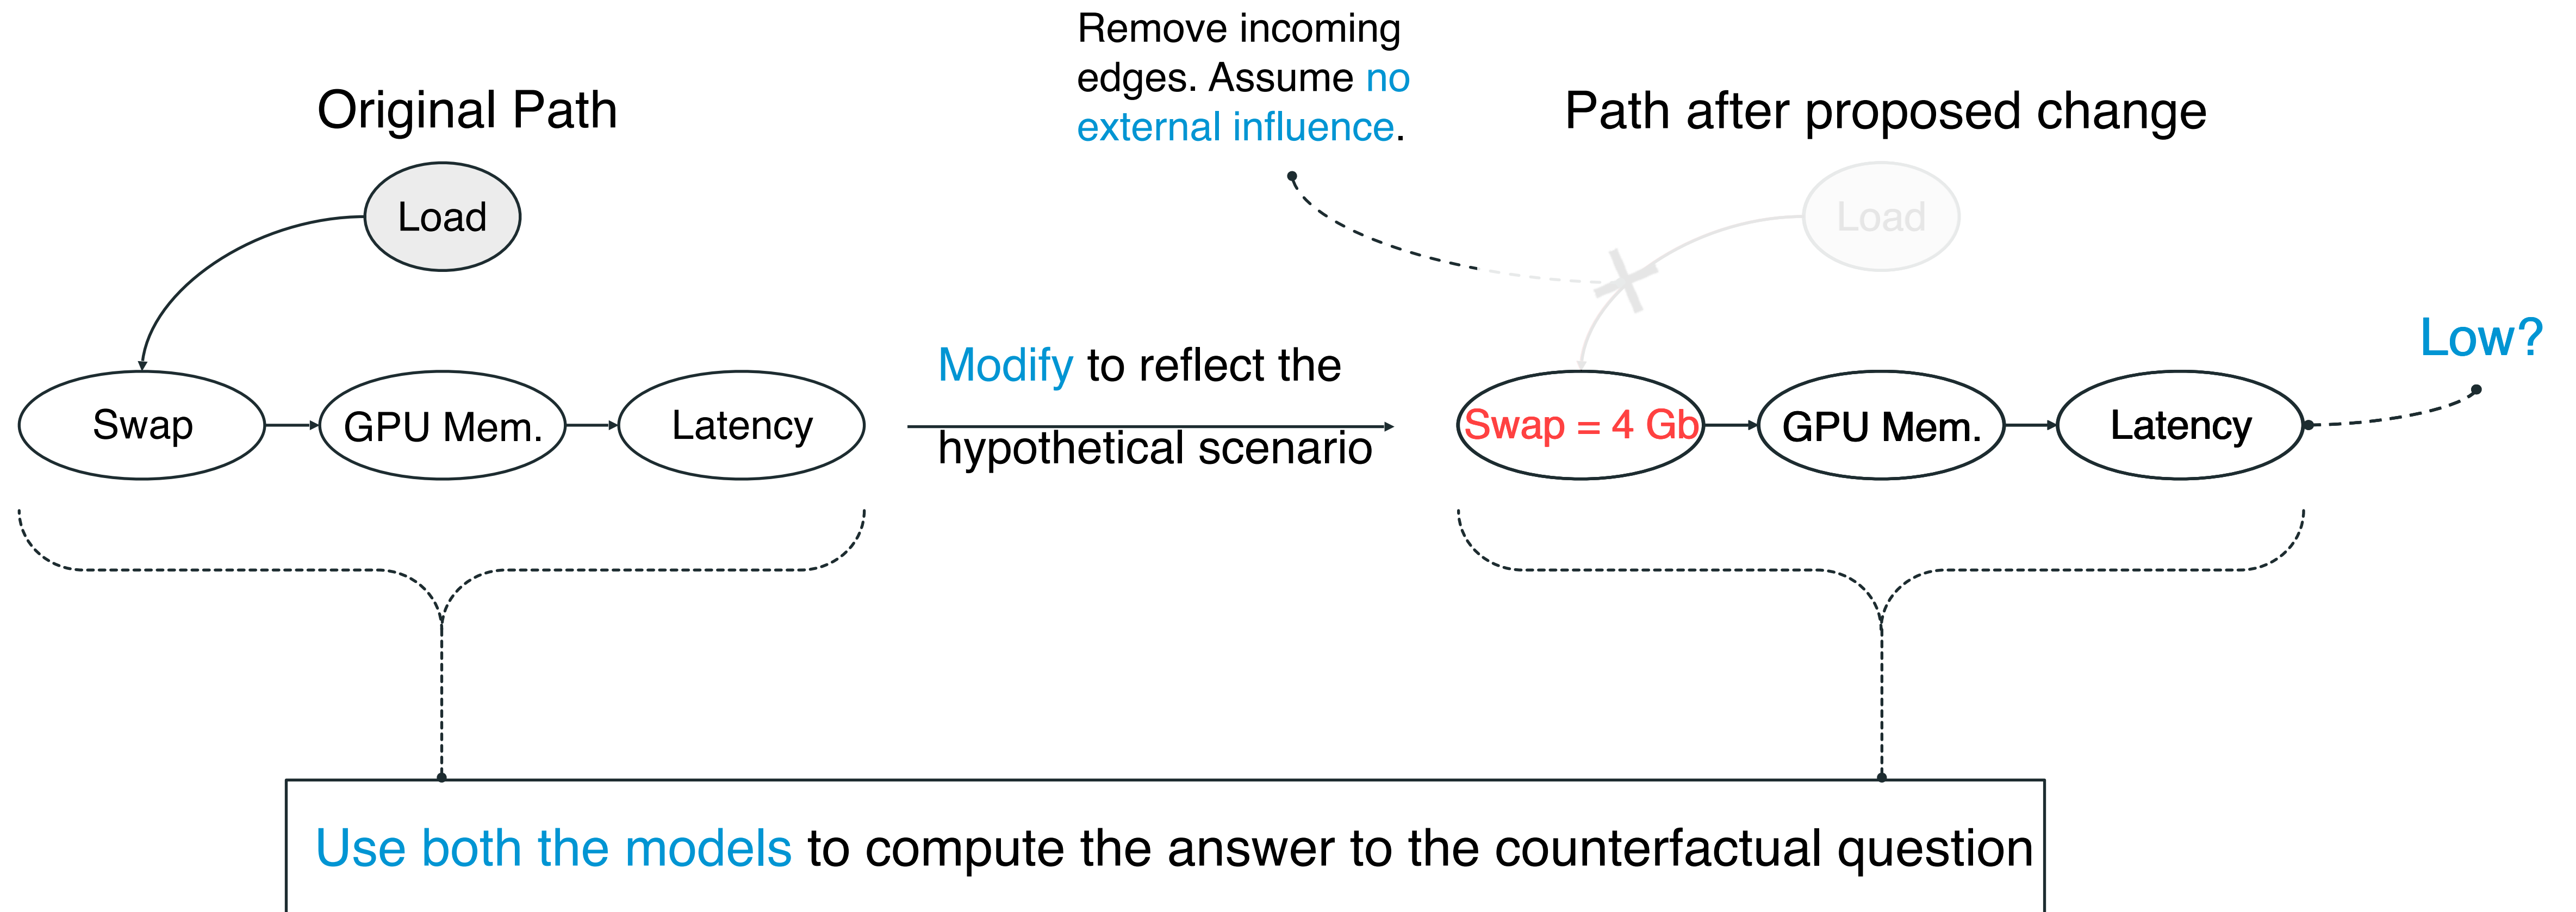 Remove incoming
edges. Assume no
external influence.
Original Path
Path after proposed change
Load
Load
Low?
Modify to reflect the
hypothetical scenario
Swap
GPU Mem.
Latency
Swap = 4 Gb
GPU Mem.
Latency
Use both the models to compute the answer to the counterfactual question